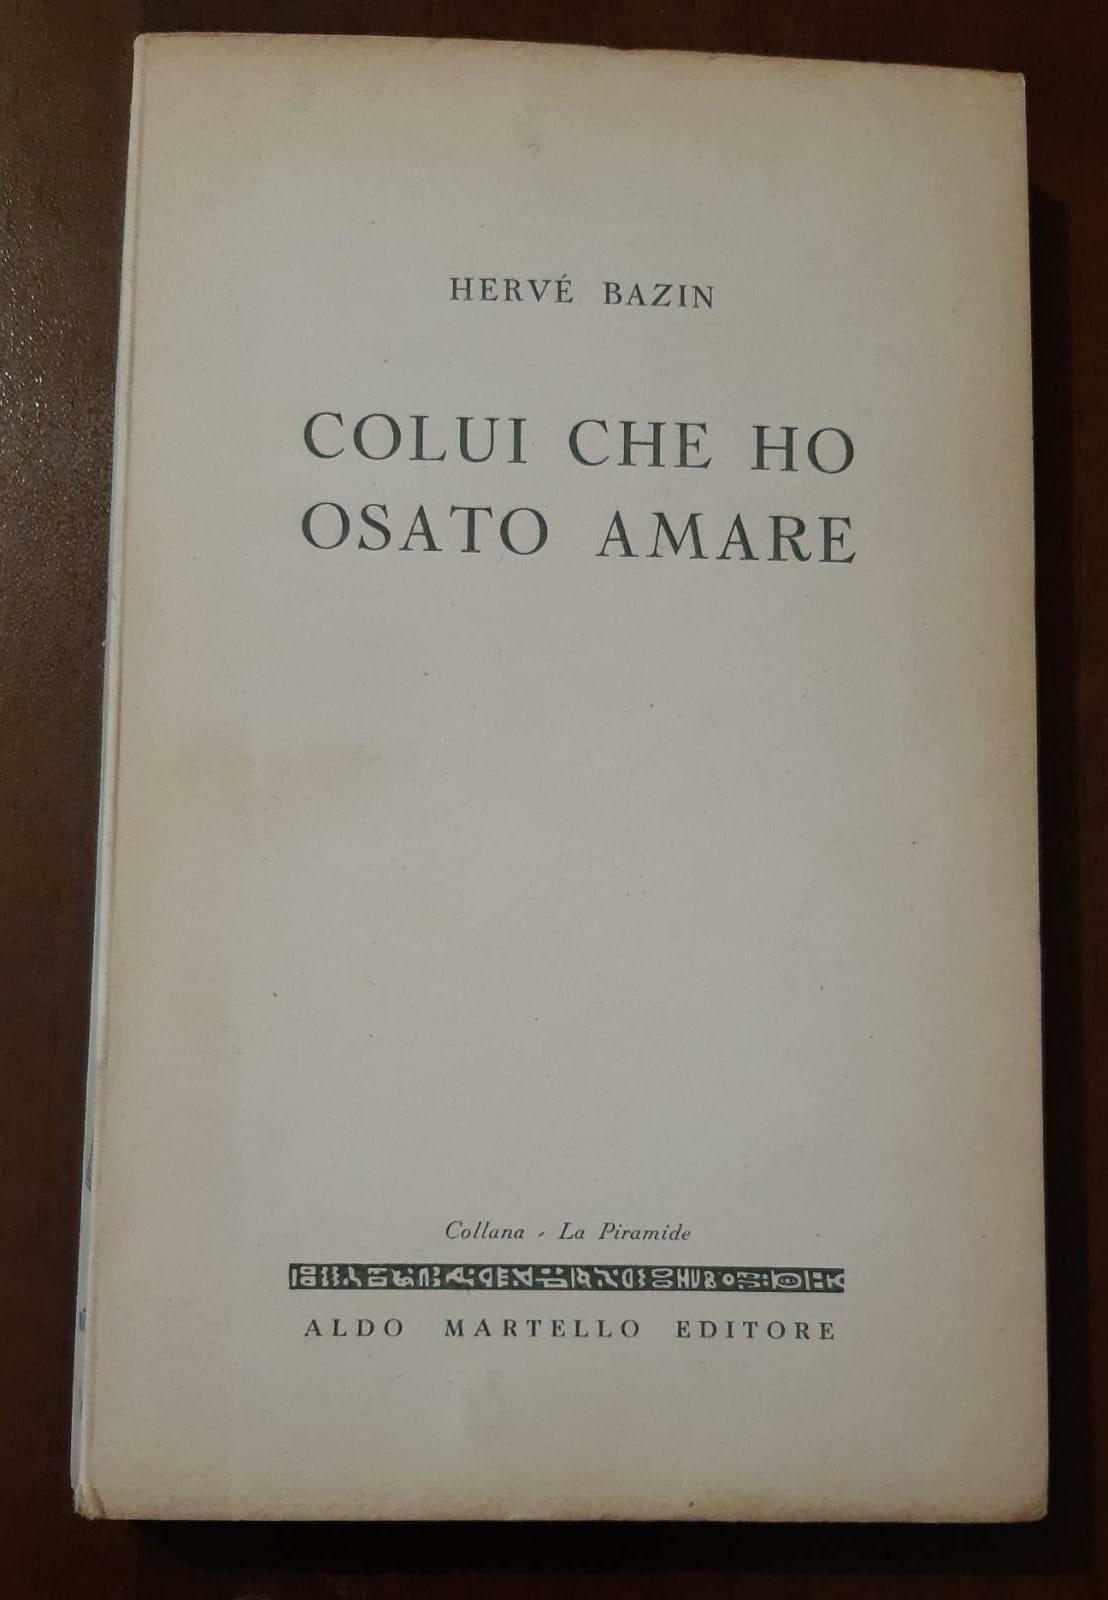 HERVÉ BAZIN
COLUI CHE HO
OSATO AMARE
Collana - La Piramide
ALDO MARTELLO EDITORE